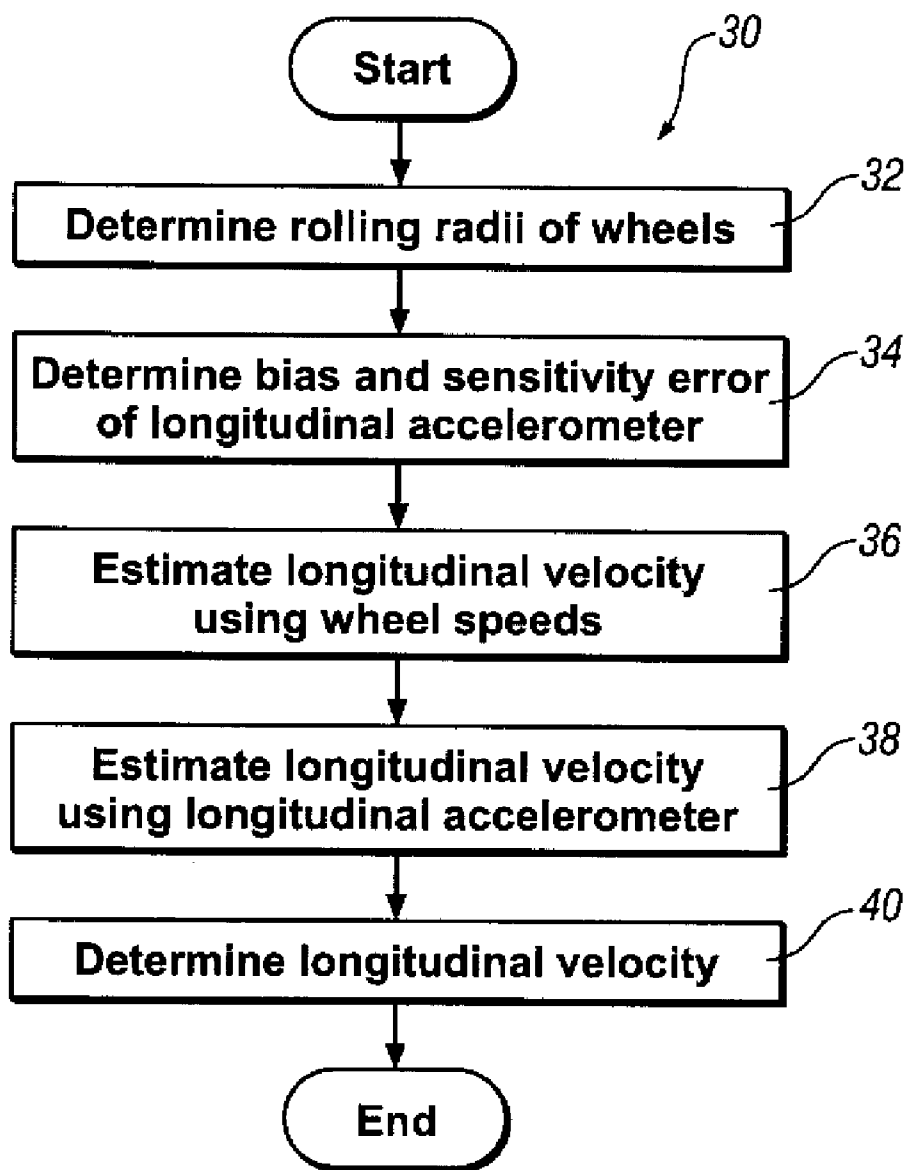 Start
30
Determine rolling radii of wheels
32
Determine bias and sensitivity error
of longitudinal accelerometer
34
Estimate longitudinal velocity
using wheel speeds
36
Estimate longitudinal velocity
using longitudinal accelerometer
38
Determine longitudinal velocity
40
End